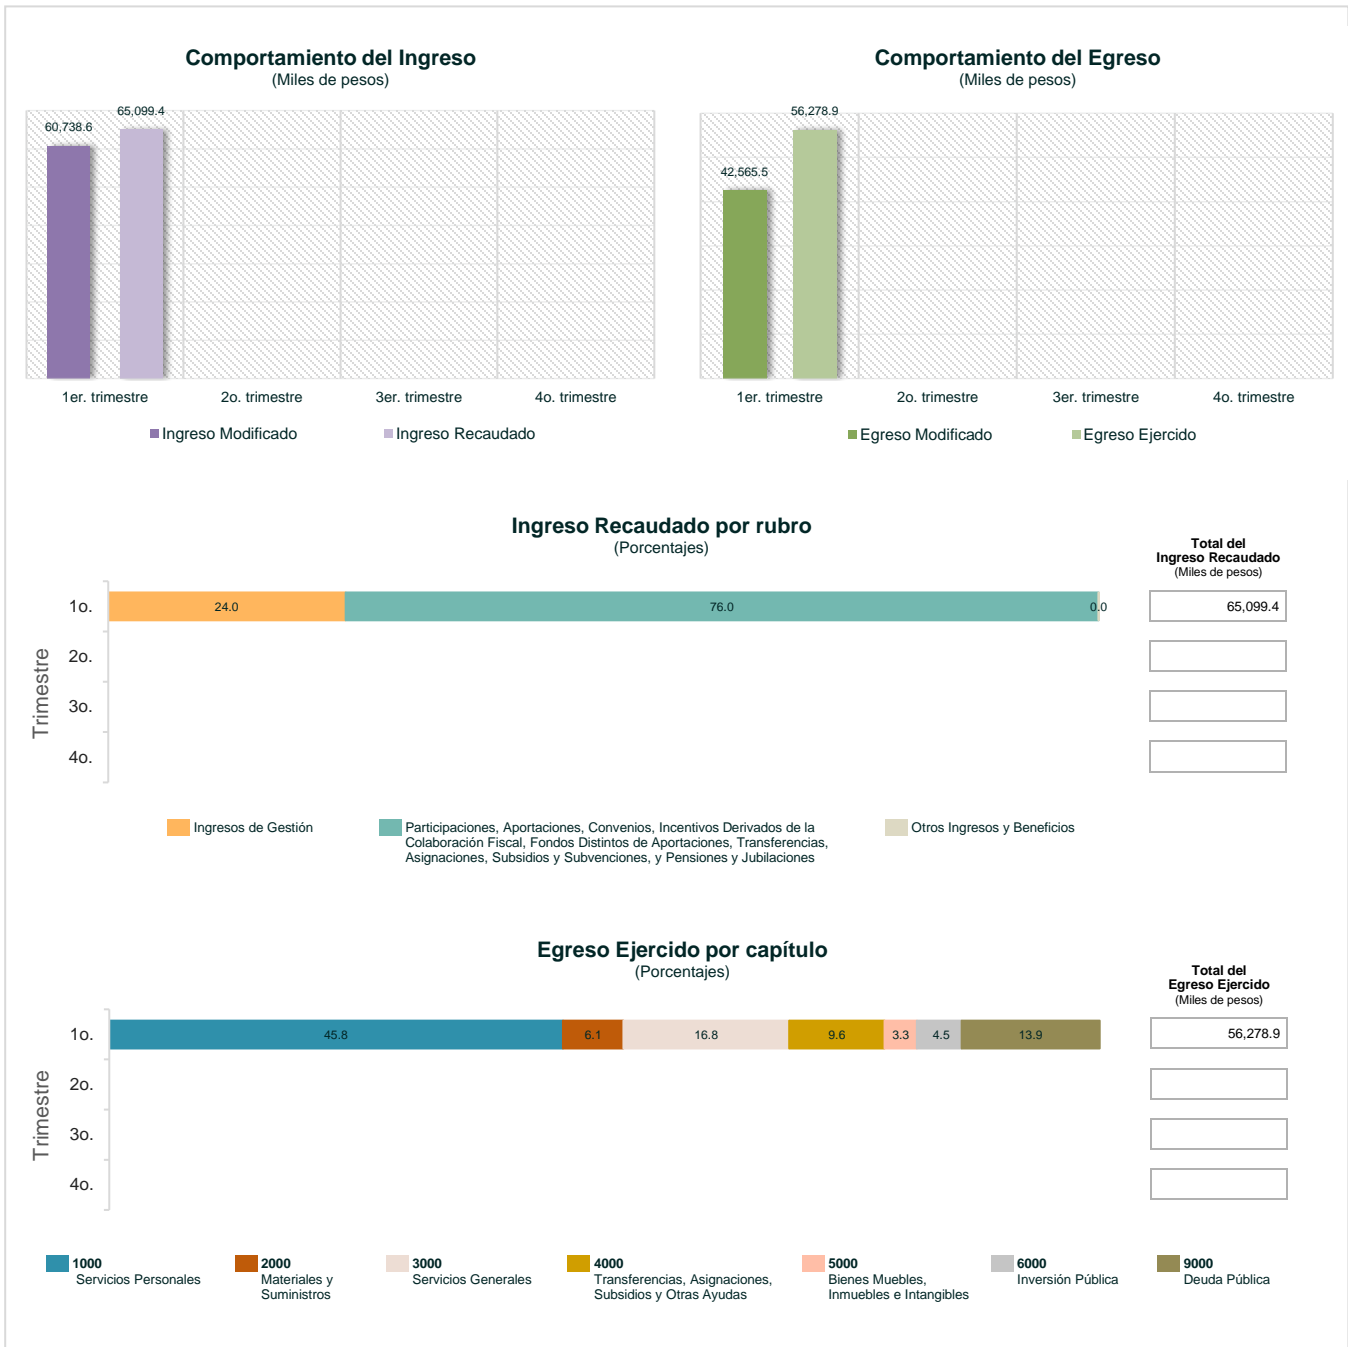 Comportamiento del Ingreso
(Miles de pesos)
60,738.6
65,099.4
1er. trimestre
2o. trimestre
3er. trimestre
4o. trimestre
Ingreso Modificado
Ingreso Recaudado
Comportamiento del Egreso
(Miles de pesos)
42,565.5
56,278.9
1er. trimestre
2o. trimestre
3er. trimestre
4o. trimestre
Egreso Modificado
Egreso Ejercido
Ingreso Recaudado por rubro
(Porcentajes)
Total del
Ingreso Recaudado
(Miles de pesos)
Trimestre
1o.
24.0
76.0
0.0
65,099.4
2o.
3o.
4o.
Ingresos de Gestión
Participaciones, Aportaciones, Convenios, Incentivos Derivados de la
Colaboración Fiscal, Fondos Distintos de Aportaciones, Transferencias,
Asignaciones, Subsidios y Subvenciones, y Pensiones y Jubilaciones
Otros Ingresos y Beneficios
Egreso Ejercido por capítulo
(Porcentajes)
Total del
Egreso Ejercido
(Miles de pesos)
Trimestre
1o.
45.8
6.1
16.8
9.6
3.3
4.5
13.9
56,278.9
2o.
3o.
4o.
1000
Servicios Personales
2000
Materiales y
Suministros
3000
Servicios Generales
4000
Transferencias, Asignaciones,
Subsidios y Otras Ayudas
5000
Bienes Muebles,
Inmuebles e Intangibles
6000
Inversión Pública
9000
Deuda Pública